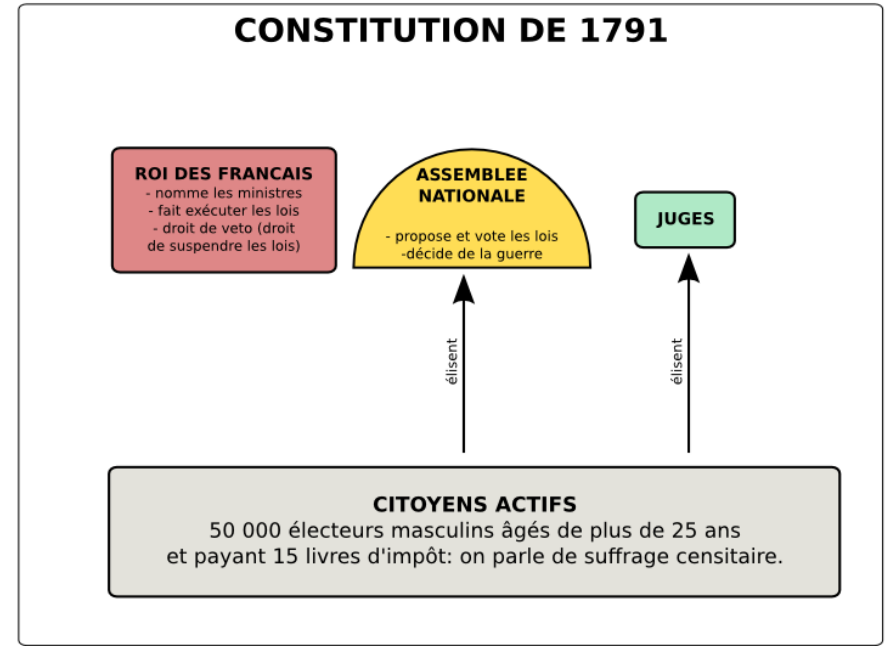 CONSTITUTION DE 1791
ROI DES FRANCAIS
- nomme les ministres
- fait exécuter les lois
- droit de veto (droit
de suspendre les lois)
ASSEMBLEE
NATIONALE
- propose et vote les lois
-décide de la guerre
JUGES
élisent
élisent
CITOYENS ACTIFS
50 000 électeurs masculins âgés de plus de 25 ans
et payant 15 livres d'impôt: on parle de suffrage censitaire.